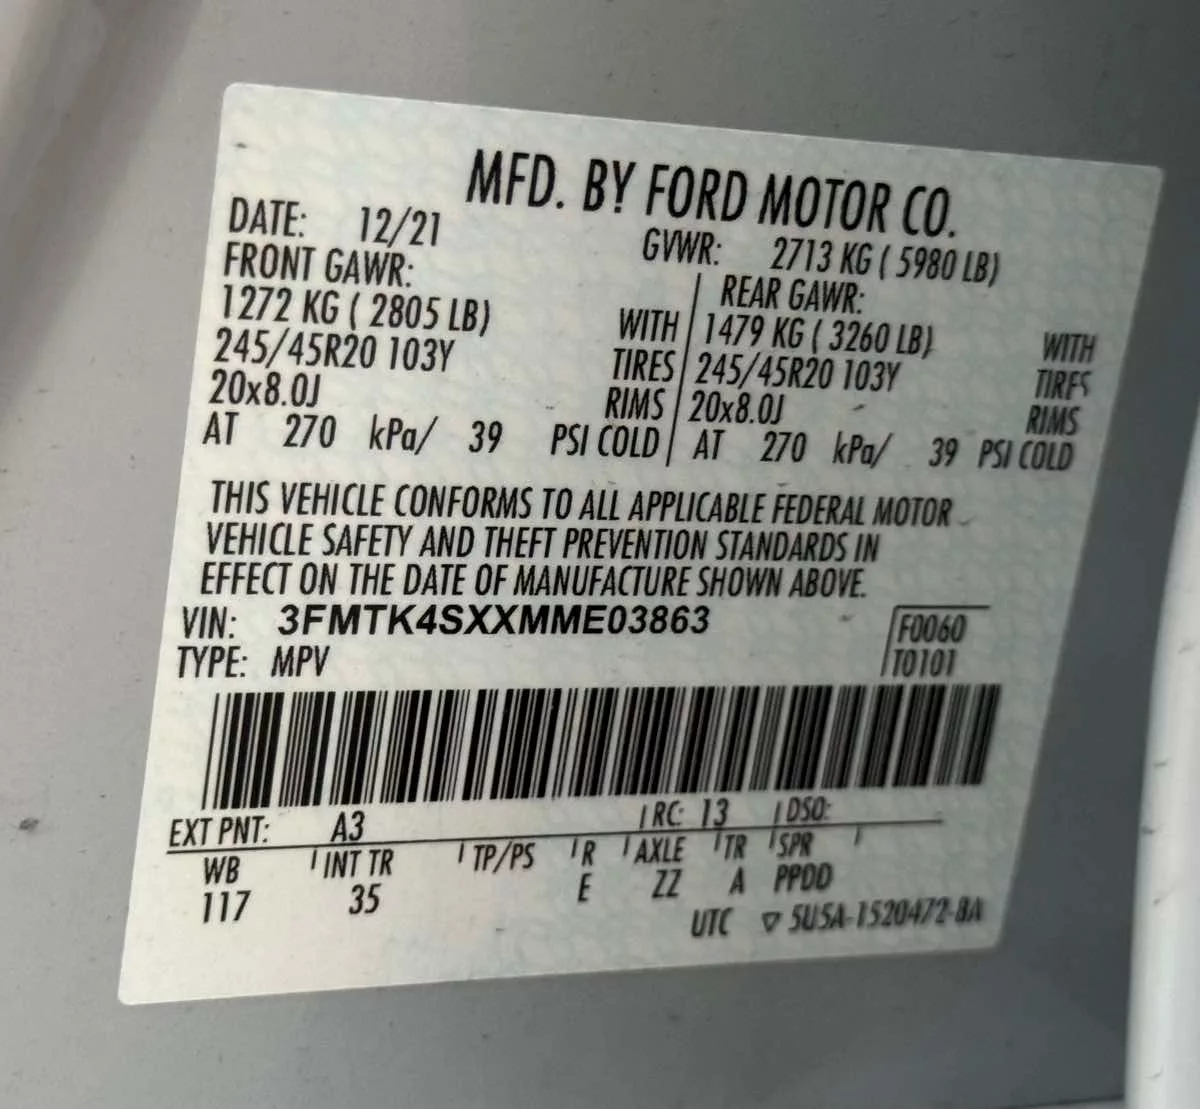 MFD. BY FORD MOTOR CO.
DATE: 12/21 GVWR: 2713 KG ( 5980 LB)
FRONT GAWR: REAR GAWR:
1272 KG ( 2805 LB) WITH 1479 KG ( 3260 LB) WITH
245/45R20 103Y TIRES 245/45R20 103Y TIRES
20x8.0J RIMS 20x8.0J RIMS
AT 270 kPa/ 39 PSI COLD AT 270 kPa/ 39 PSI COLD
THIS VEHICLE CONFORMS TO ALL APPLICABLE FEDERAL MOTOR
VEHICLE SAFETY AND THEFT PREVENTION STANDARDS IN
EFFECT ON THE DATE OF MANUFACTURE SHOWN ABOVE.
VIN: 3FMTK4SXXMME03863 F0060
TYPE: MPV T0101
EXT PNT: A3 RC: 13 DSO:
WB INT TR TP/PS R AXLE TR SPR
117 35 E ZZ A PPDD
UTC ▽ 5U5A-1520472-BA